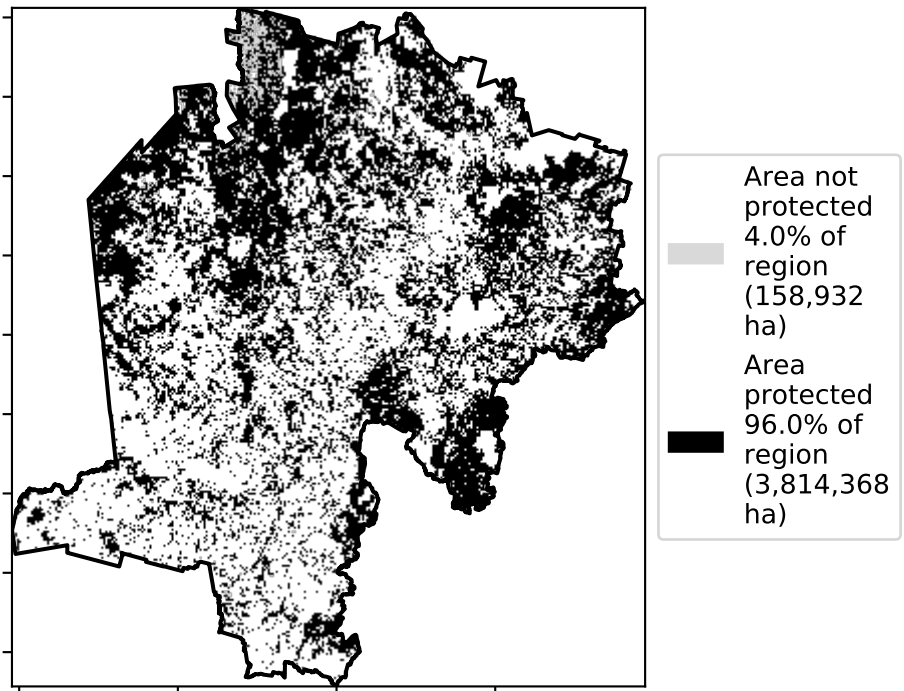 Area not
protected
4.0% of
region
(158,932
ha)
Area
protected
96.0% of
region
(3,814,368
ha)